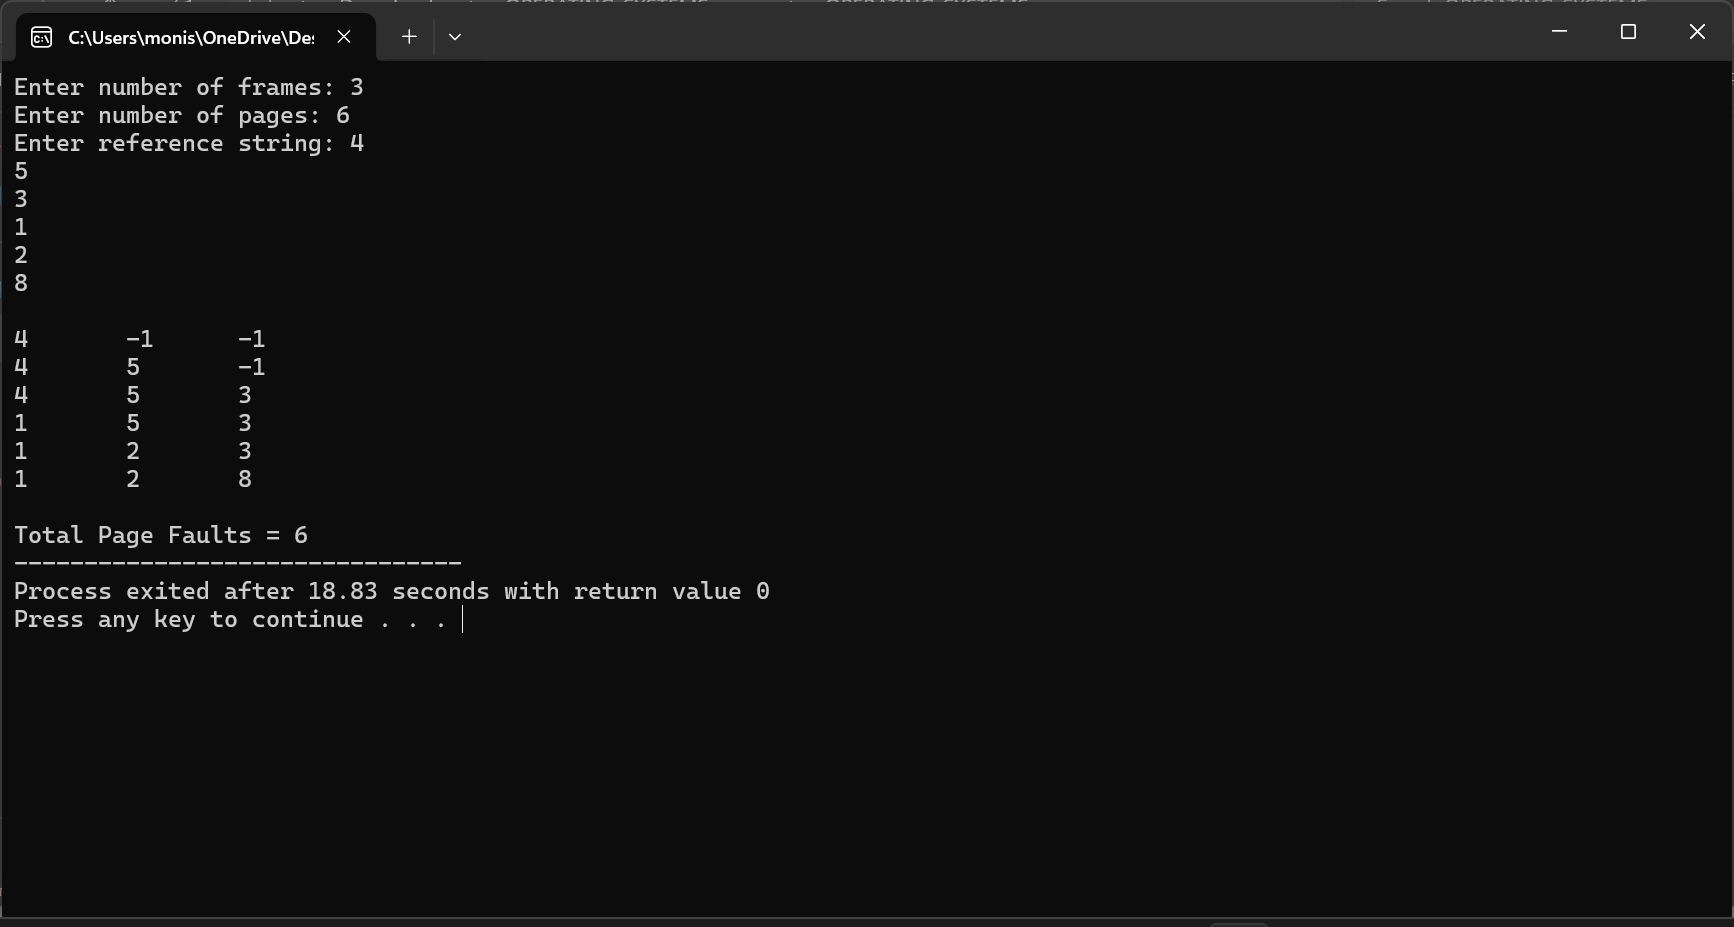 C:\Users\monis\OneDrive\Des
Enter number of frames: 3
Enter number of pages: 6
Enter reference string: 4
5
3
1
2
8
4 -1 -1
4 5 -1
4 5 3
1 5 3
1 2 3
1 2 8
Total Page Faults = 6
--------------------------------
Process exited after 18.83 seconds with return value 0
Press any key to continue . . .